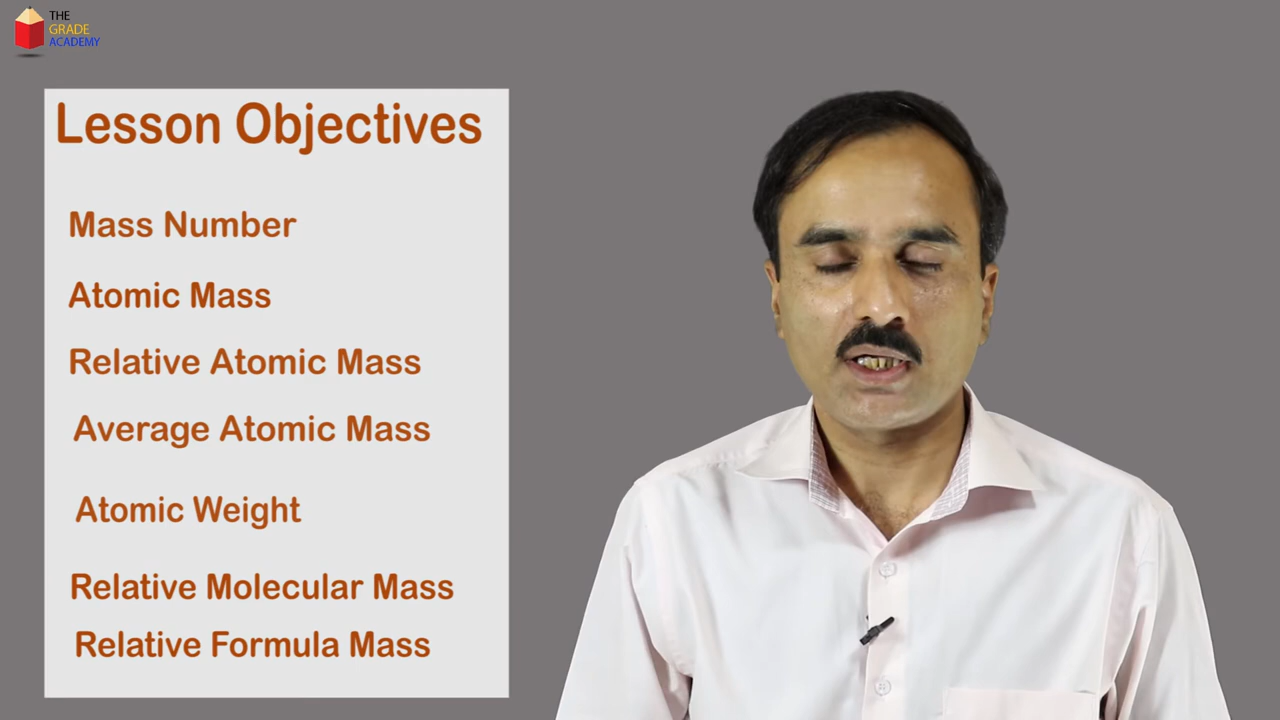 THE
GRADE
ACADEMY
Lesson Objectives
Mass Number
Atomic Mass
Relative Atomic Mass
Average Atomic Mass
Atomic Weight
Relative Molecular Mass
Relative Formula Mass